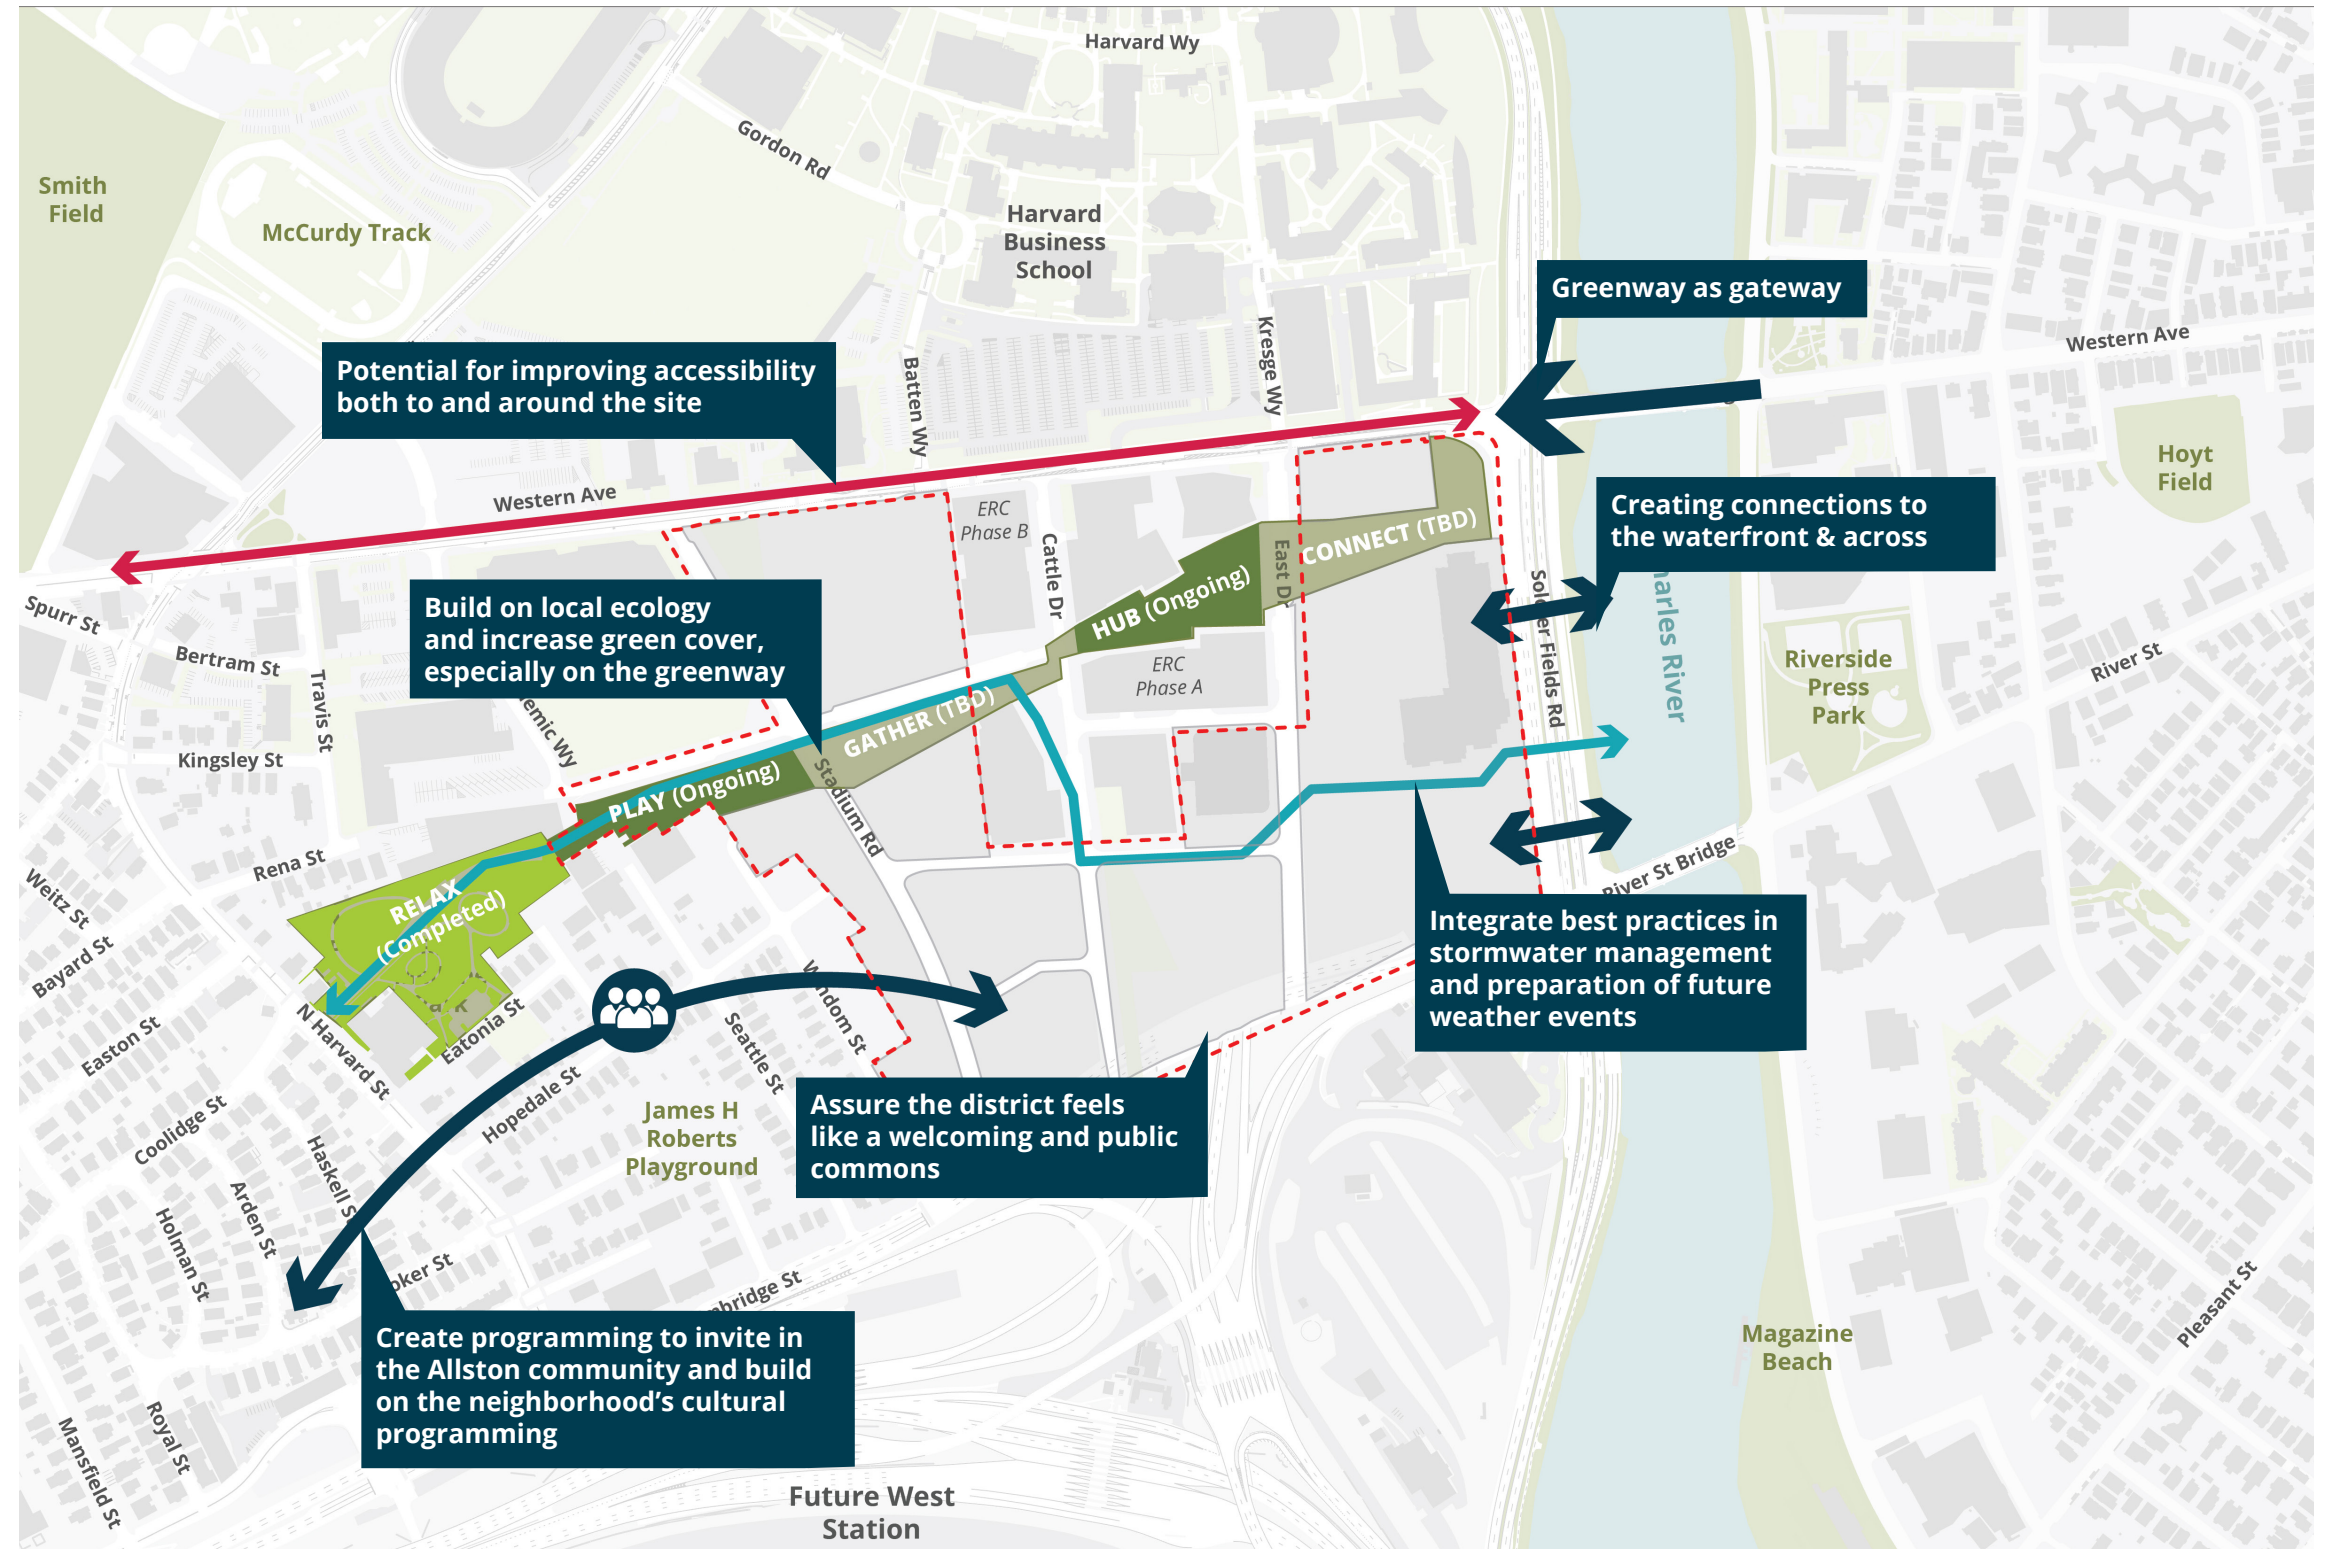 Harvard Wy
Gordon Rd
Smith
Field
McCurdy Track
Harvard
Business
School
Greenway as gateway
Western Ave
Kresge Wy
Batten Wy
Potential for improving accessibility
both to and around the site
Hoyt
Field
Western Ave
ERC
Phase B
Creating connections to
the waterfront & across
CONNECT (TBD)
Cattle Dr
East Dr
HUB (Ongoing)
Build on local ecology
and increase green cover,
especially on the greenway
Spurr St
Bertram St
Travis St
ERC
Phase A
Fields Rd
River
Riverside
Press
Park
River St
GATHER (TBD)
Kingsley St
Wy
PLAY (Ongoing)
Stadium Rd
Rena St
River St Bridge
Weitz St
RELAX
(Completed)
Bayard St
Integrate best practices in
stormwater management
and preparation of future
weather events
Easton St
N Harvard St
Eatonia St
Seattle St
St
Coolidge St
Hopedale St
James H
Roberts
Playground
Assure the district feels
like a welcoming and public
commons
Haskell St
Arden St
Holman St
St
St
Pleasant St
Create programming to invite in
the Allston community and build
on the neighborhood’s cultural
programming
Magazine
Beach
Royal St
Mansfield St
Future West
Station